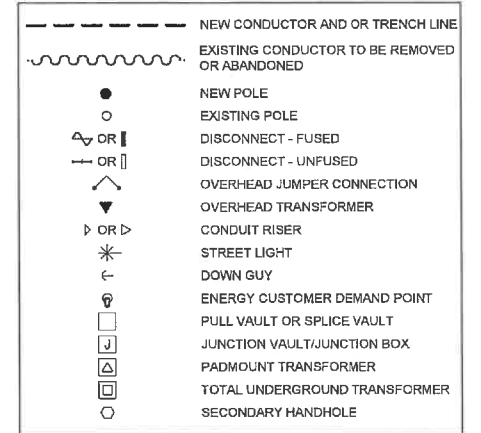 NEW CONDUCTOR AND OR TRENCH LINE
EXISTING CONDUCTOR TO BE REMOVED
OR ABANDONED
NEW POLE
EXISTING POLE
OR DISCONNECT - FUSED
OR DISCONNECT - UNFUSED
OVERHEAD JUMPER CONNECTION
OVERHEAD TRANSFORMER
OR CONDUIT RISER
STREET LIGHT
DOWN GUY
ENERGY CUSTOMER DEMAND POINT
PULL VAULT OR SPLICE VAULT
J JUNCTION VAULT/JUNCTION BOX
PADMOUNT TRANSFORMER
TOTAL UNDERGROUND TRANSFORMER
SECONDARY HANDHOLE